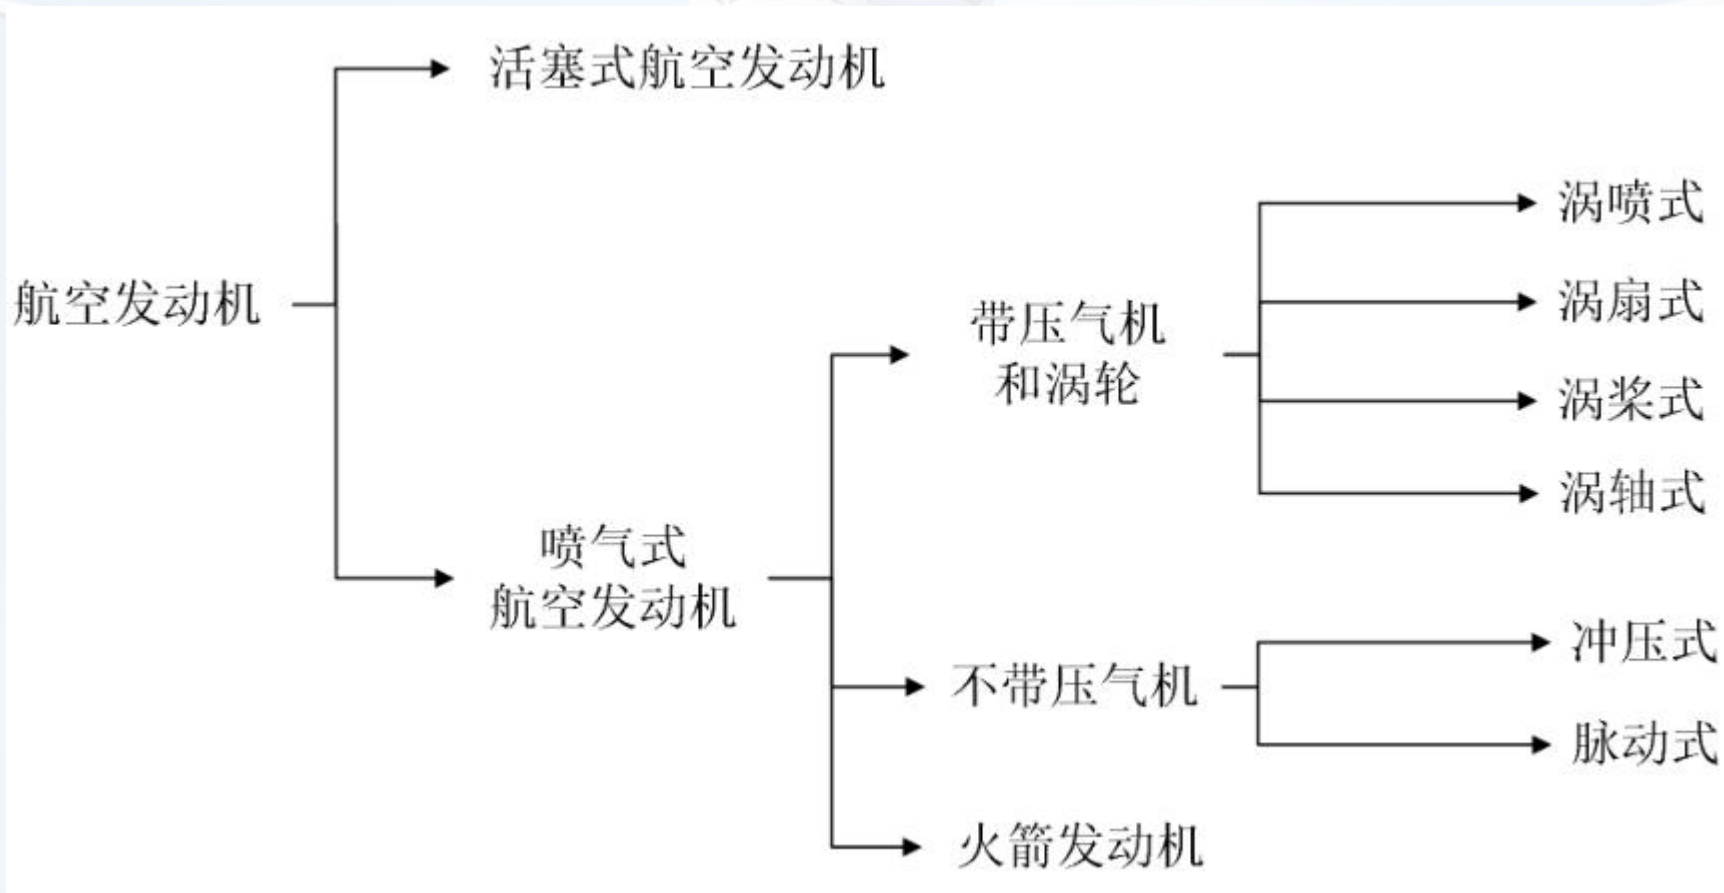 活塞式航空发动机
涡喷式
涡扇式
航空发动机
带压气机
和涡轮
涡桨式
涡轴式
喷气式
航空发动机
冲压式
不带压气机
脉动式
火箭发动机